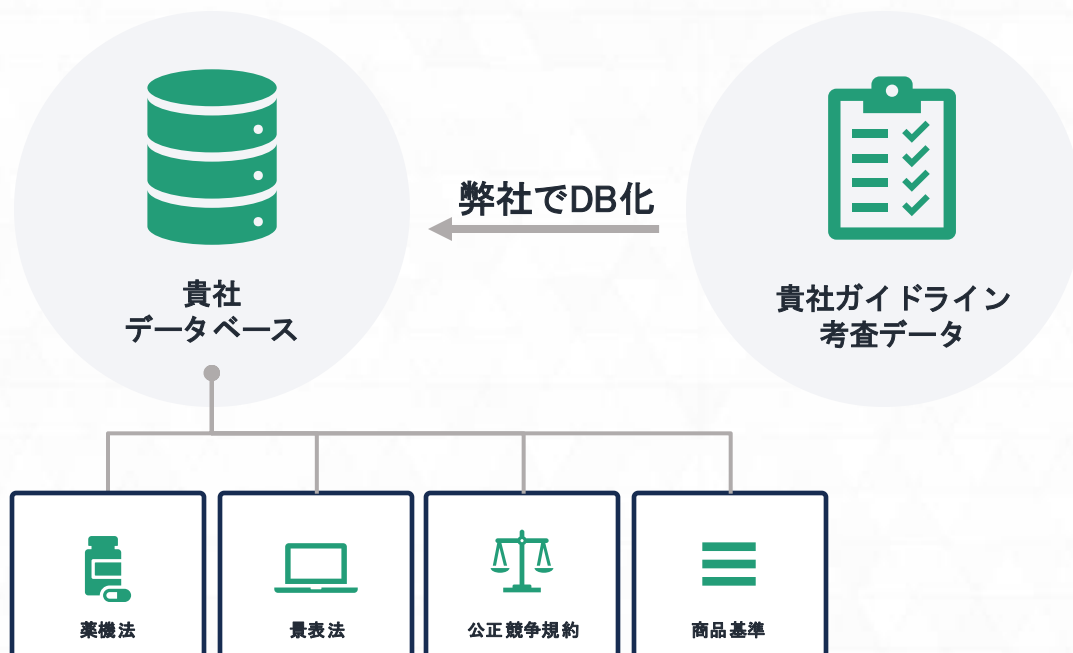 弊社でDB化
貴社
データベース
貴社ガイドライン
考査データ
薬機法
景表法
公正競争規約
商品基準